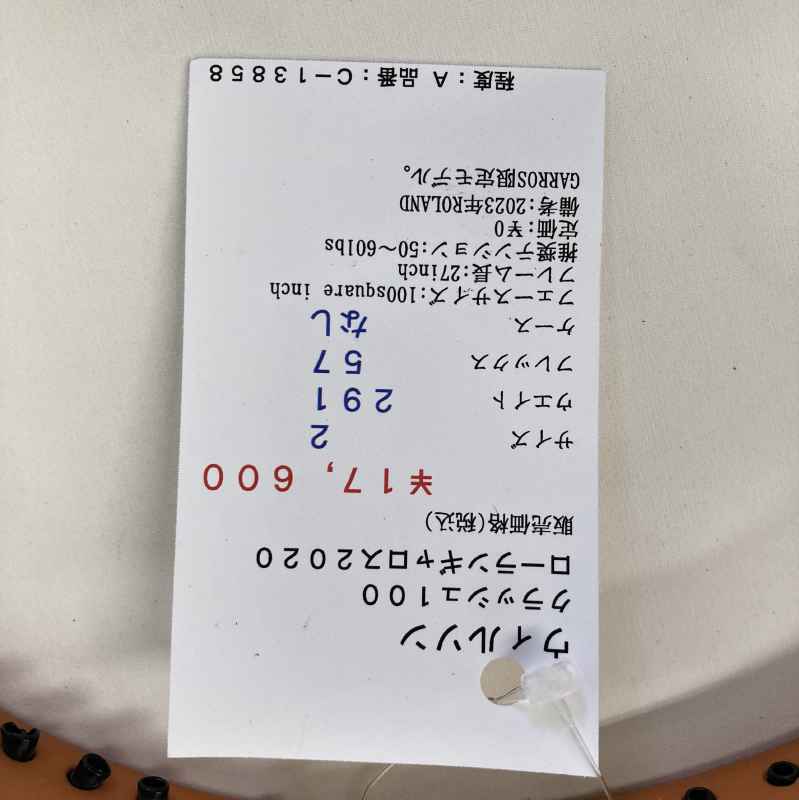 ウィルソン
クラッシュ100
ローランギャロス2020
販売価格(税込)
¥17,600
サイズ 2
ウエイト 291
フレックス 57
ケース なし
フェースサイズ:100square inch
フレーム長:27inch
推奨テンション:50~60lbs
定価:¥0
備考:2023年ROLAND
GARROS限定モデル。
程度:A 品番:C-13858